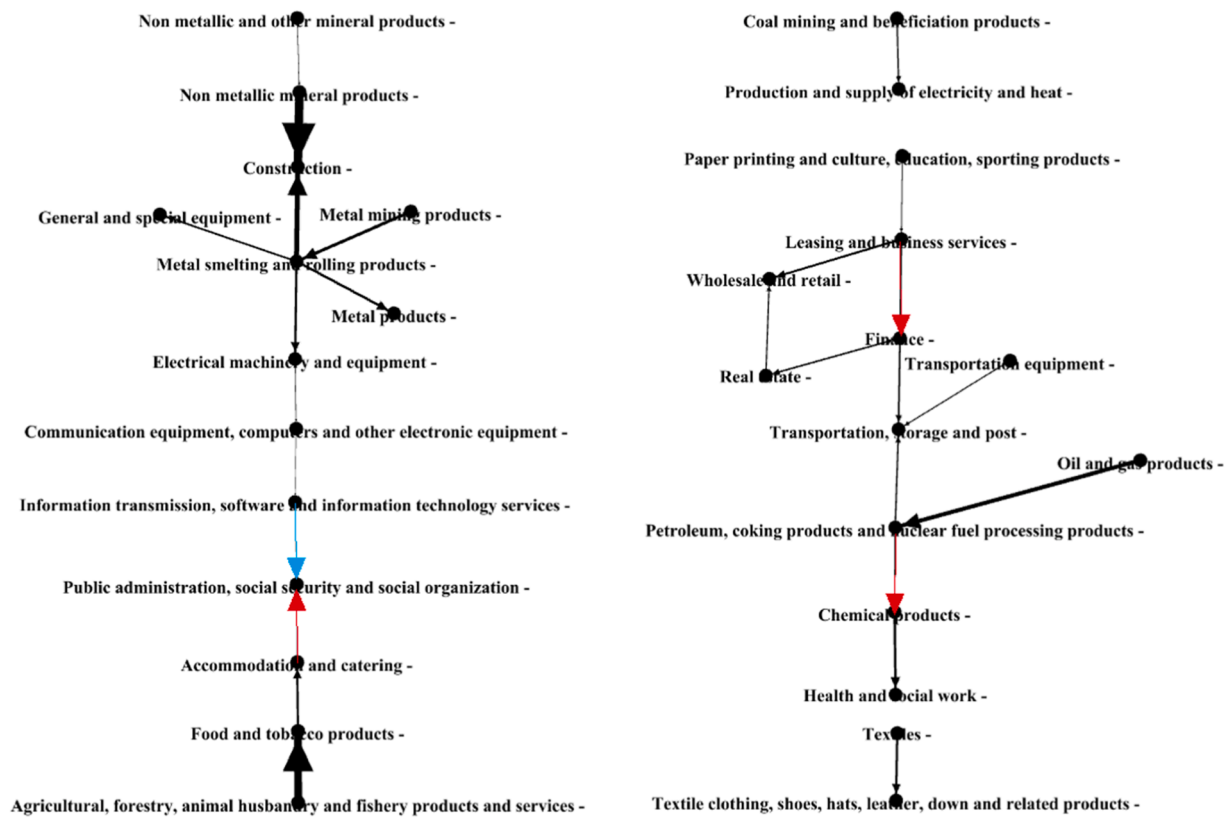 Non metallic and other mineral products -
Non metallic mineral products -
Construction -
General and special equipment -
Metal mining products -
Metal smelting and rolling products -
Metal products -
Electrical machinery and equipment -
Communication equipment, computers and other electronic equipment -
Information transmission, software and information technology services -
Public administration, social security and social organization -
Accommodation and catering -
Food and tobacco products -
Agricultural, forestry, animal husbandry and fishery products and services -
Coal mining and beneficiation products -
Production and supply of electricity and heat -
Paper printing and culture, education, sporting products -
Leasing and business services -
Wholesale and retail -
Finance -
Transportation equipment -
Real estate -
Transportation, storage and post -
Oil and gas products -
Petroleum, coking products and nuclear fuel processing products -
Chemical products -
Health and social work -
Textiles -
Textile clothing, shoes, hats, leather, down and related products -